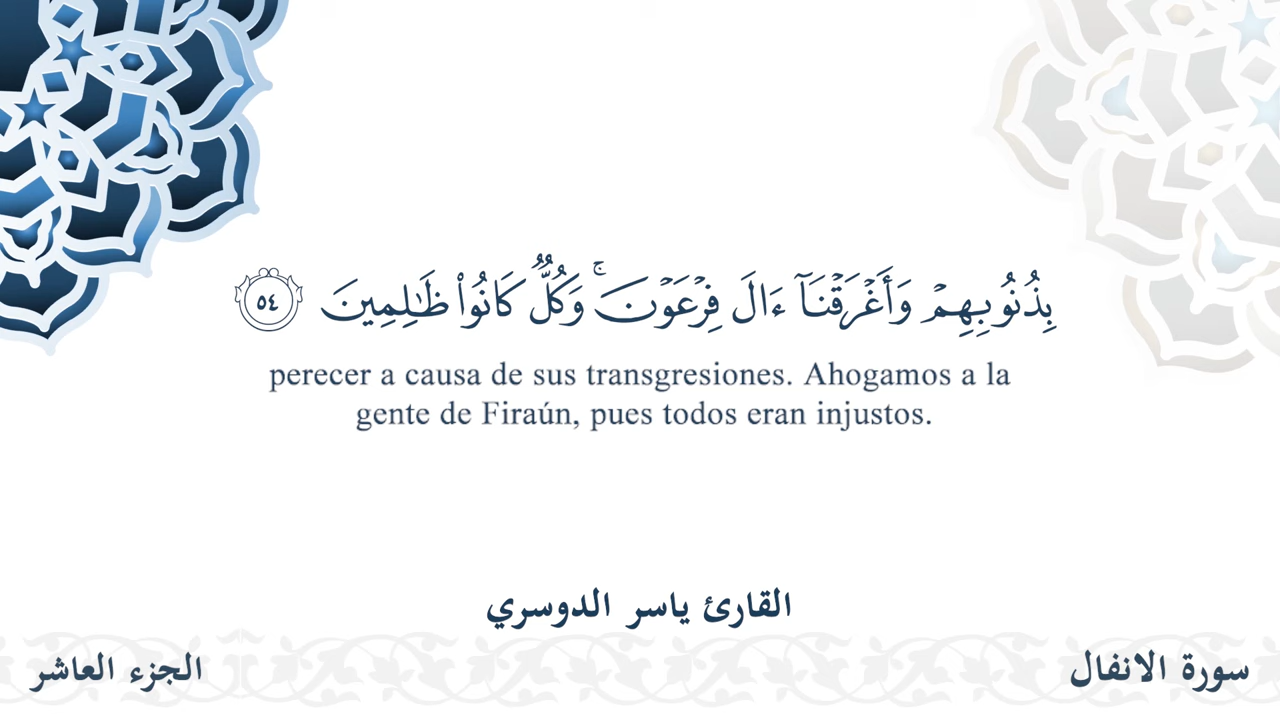 بِذُنُوبِهِمۡ وَأَغۡرَقۡنَآ ءَالَ فِرۡعَوۡنَۚ وَكُلّٞ كَانُواْ ظَٰلِمِينَ ٥٤
perecer a causa de sus transgresiones. Ahogamos a la
gente de Firaún, pues todos eran injustos.
القارئ ياسر الدوسري
سورة الانفال
الجزء العاشر